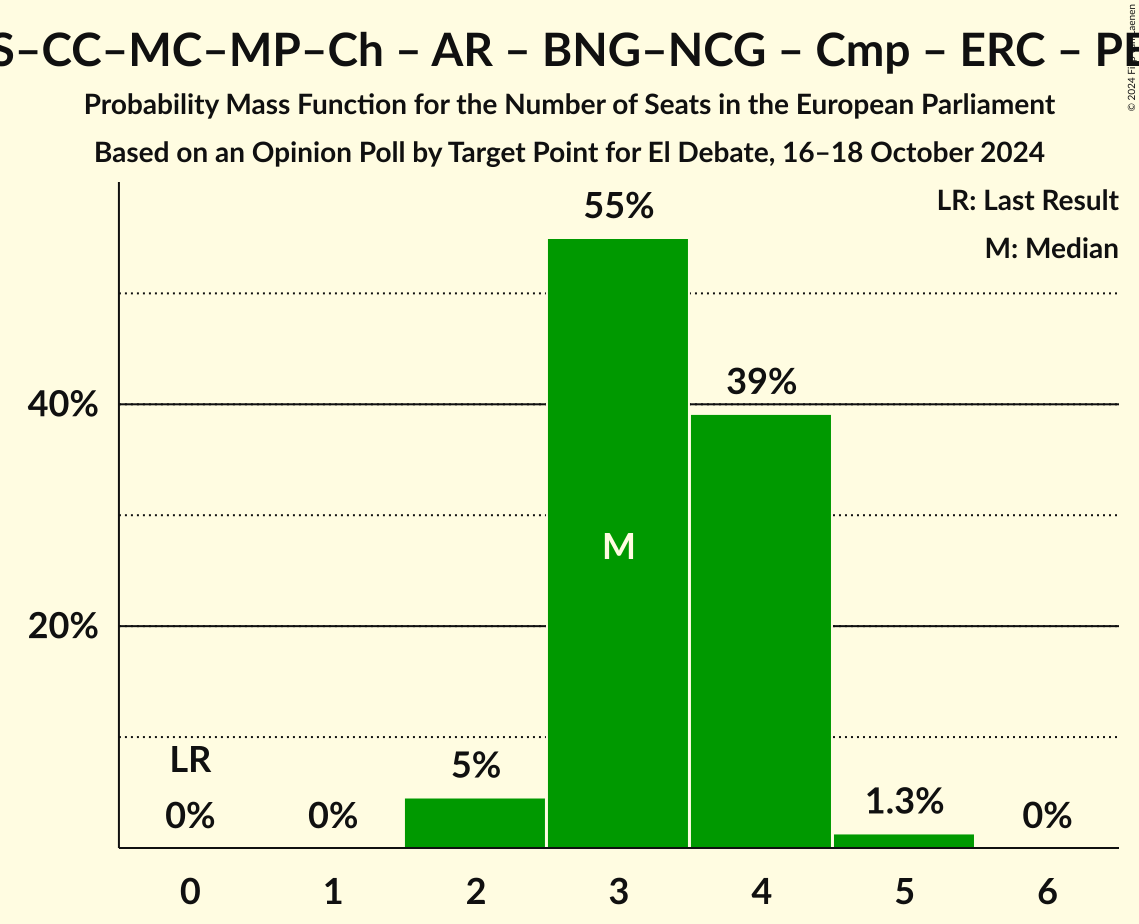 S–CC–MC–MP–Ch – AR – BNG–NCG – Cmp – ERC –
Probability Mass Function for the Number of Seats in the European Parliament
Based on an Opinion Poll by Target Point for El Debate, 16–18 October 2024
© 2024
LR: Last Result
M: Median
55%
39%
40%
M
20%
LR
5%
1.3%
0%
0%
0%
0 1 2 3 4 5 6